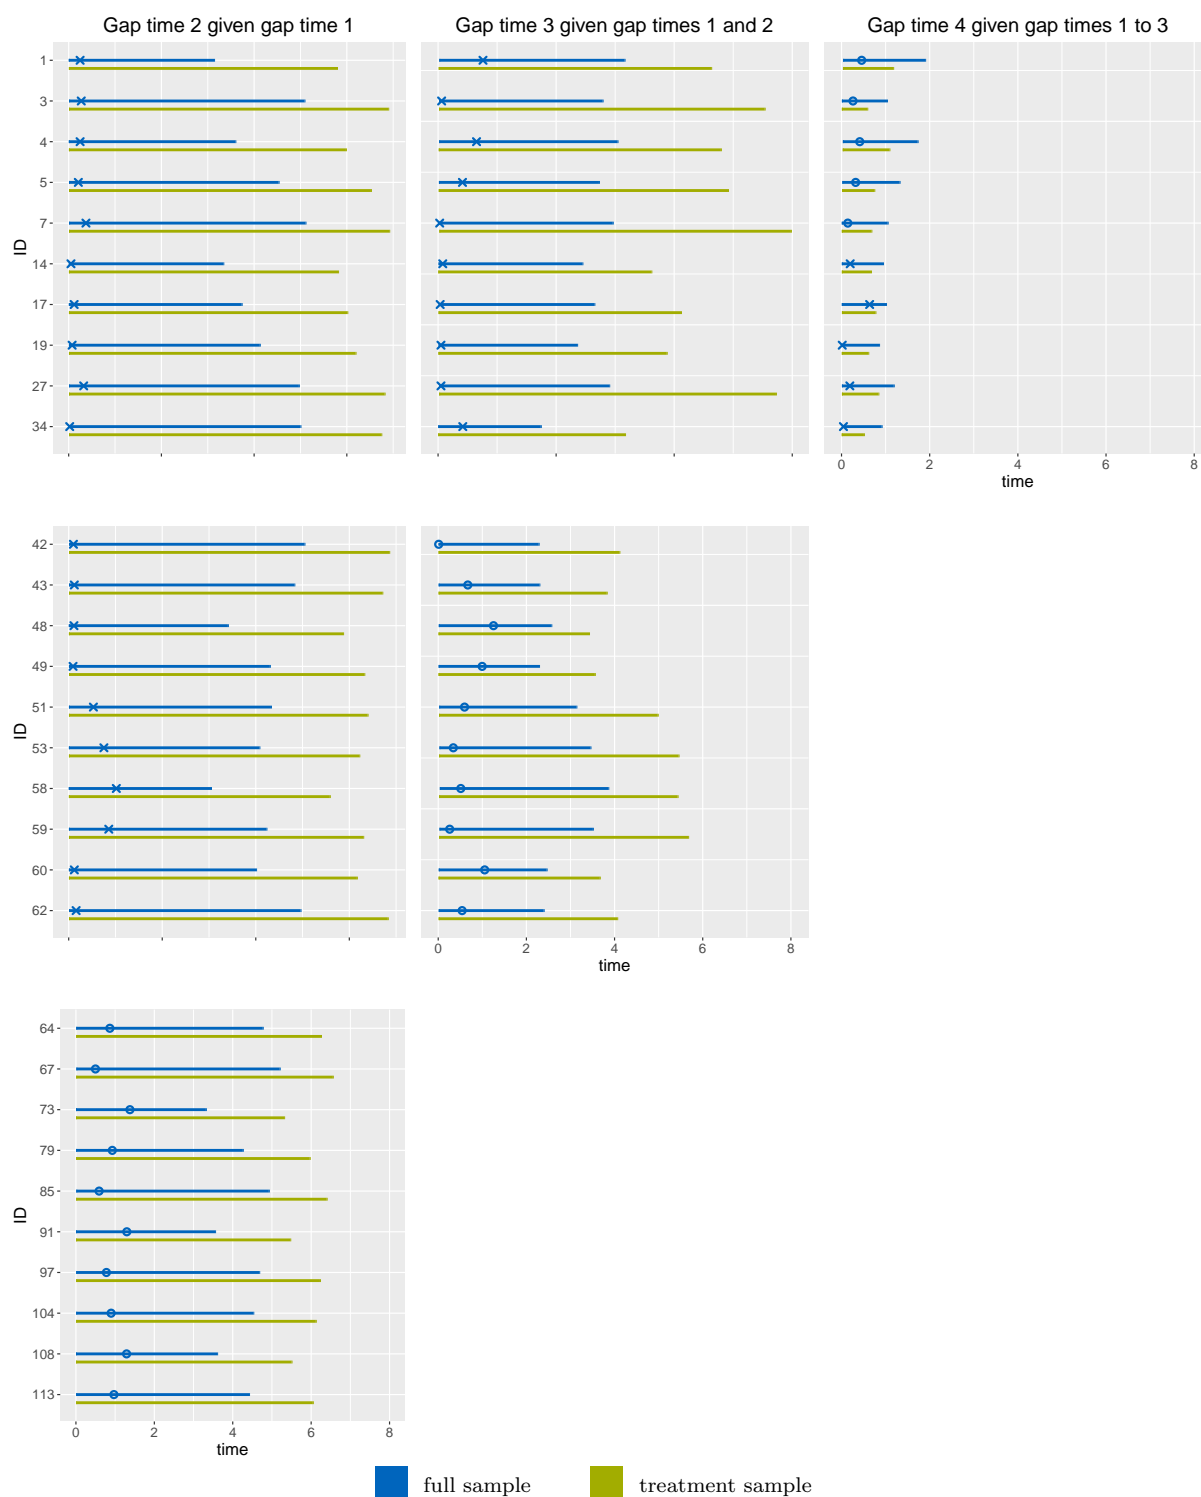 Gap time 2 given gap time 1
Gap time 3 given gap times 1 and 2
Gap time 4 given gap times 1 to 3
ID
1
3
4
5
7
14
17
19
27
34
0 2 4 6 8
time
ID
42
43
48
49
51
53
58
59
60
62
0 2 4 6 8
time
ID
64
67
73
79
85
91
97
104
108
113
0 2 4 6 8
time
full sample
treatment sample